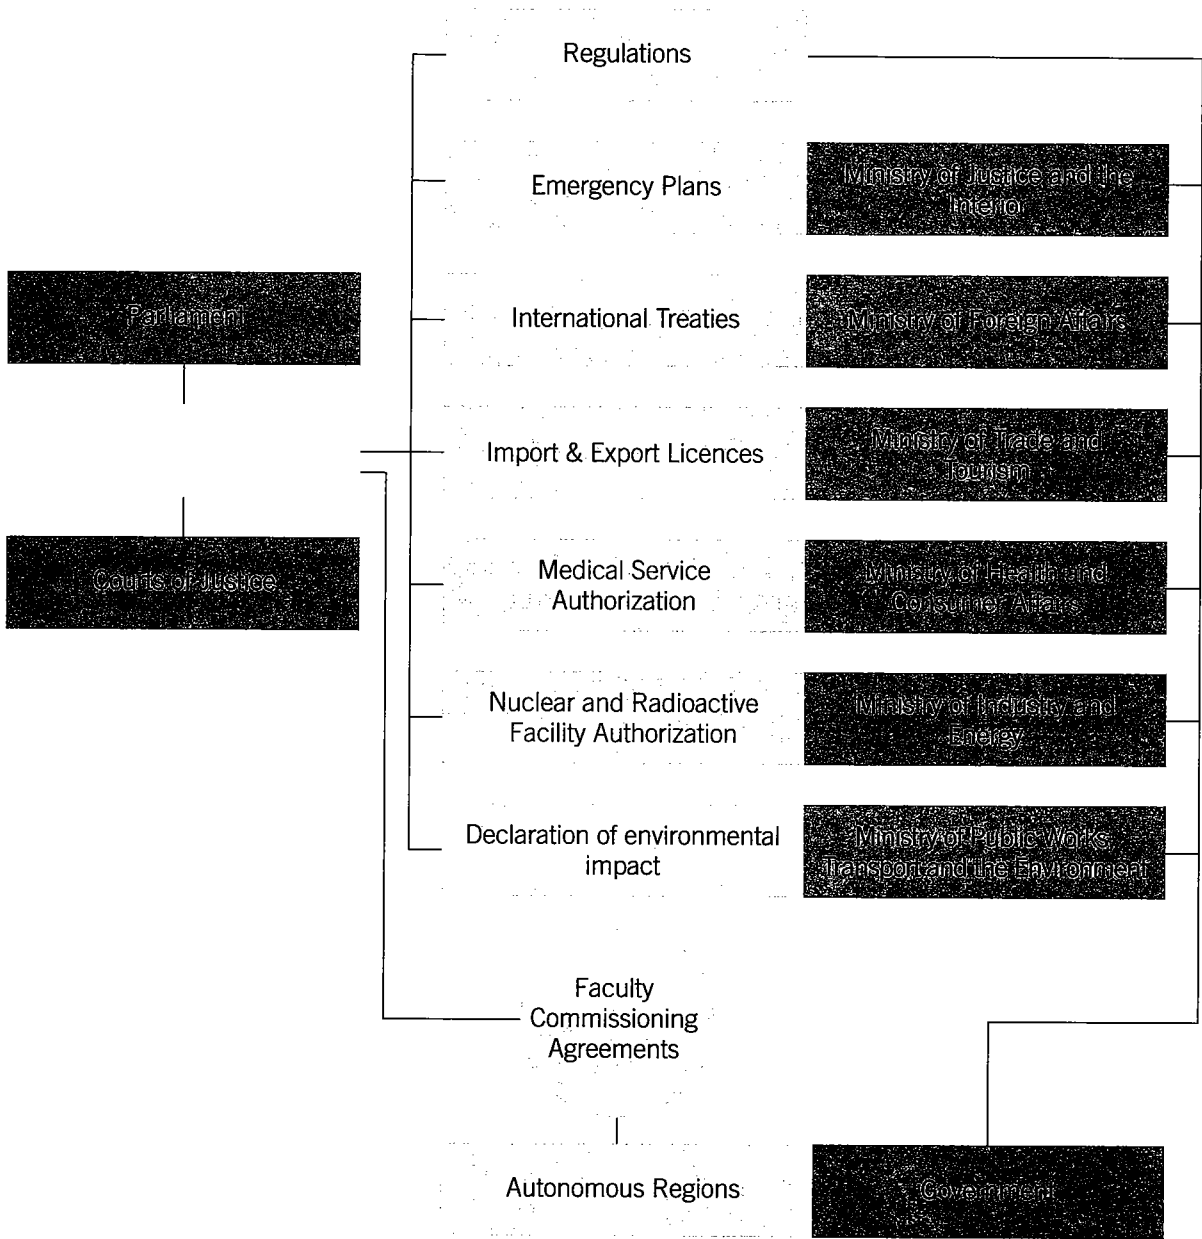 Regulations
Emergency Plans
Ministry of Justice and the
Interior
Parliament
International Treaties
Ministry of Foreign Affairs
Import & Export Licences
Ministry of Trade and
Tourism
Courts of Justice
Medical Service
Authorization
Ministry of Health and
Consumer Affairs
Nuclear and Radioactive
Facility Authorization
Ministry of Industry and
Energy
Declaration of environmental
impact
Ministry of Public Works,
Transport and the Environment
Faculty
Commissioning
Agreements
Autonomous Regions
Government